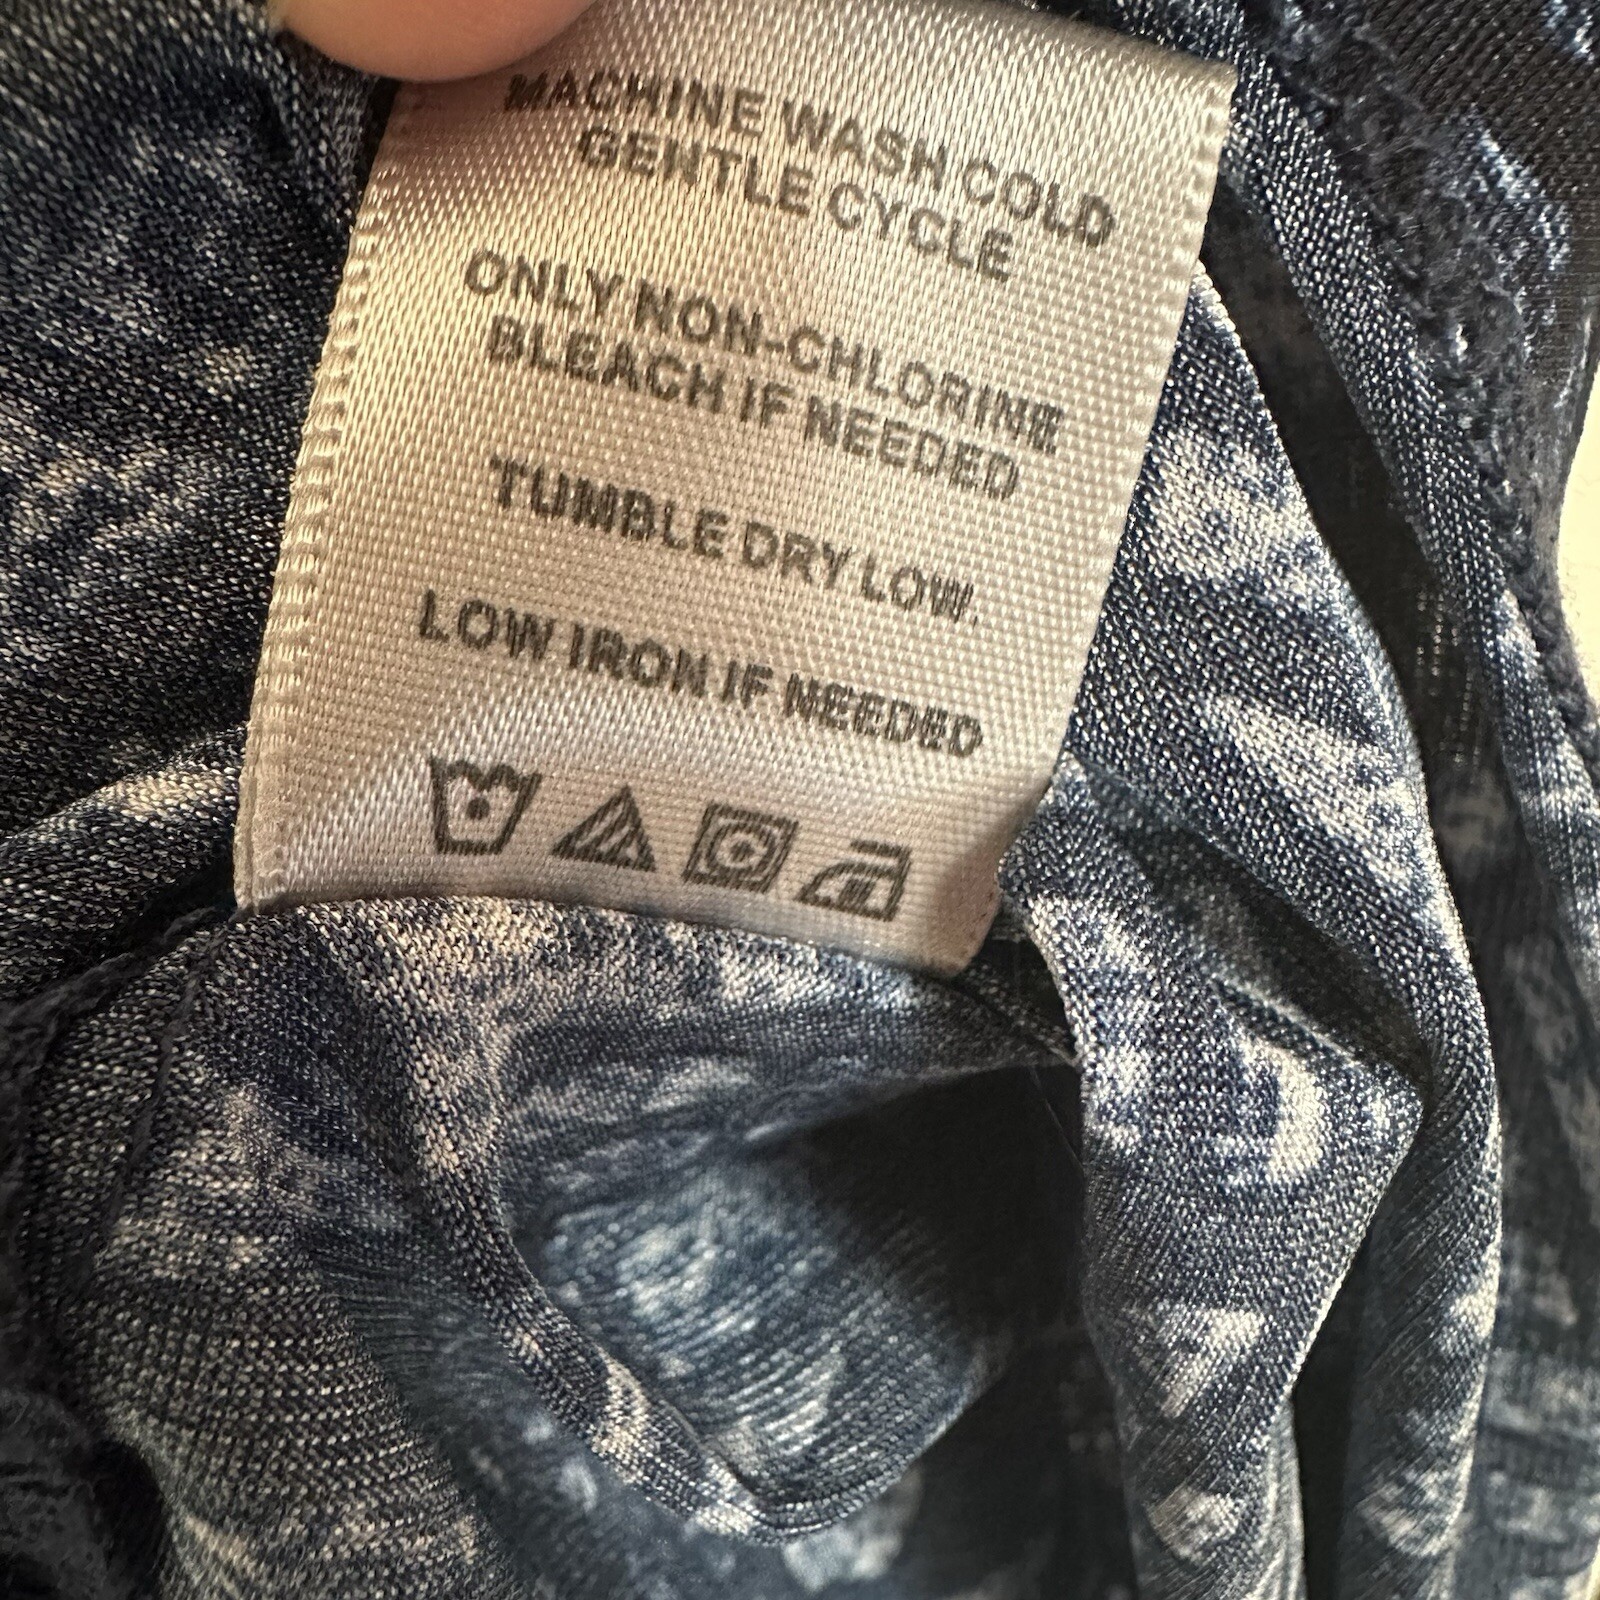 MACHINE WASH COLD
GENTLE CYCLE
ONLY NON-CHLORINE
BLEACH IF NEEDED
TUMBLE DRY LOW.
LOW IRON IF NEEDED